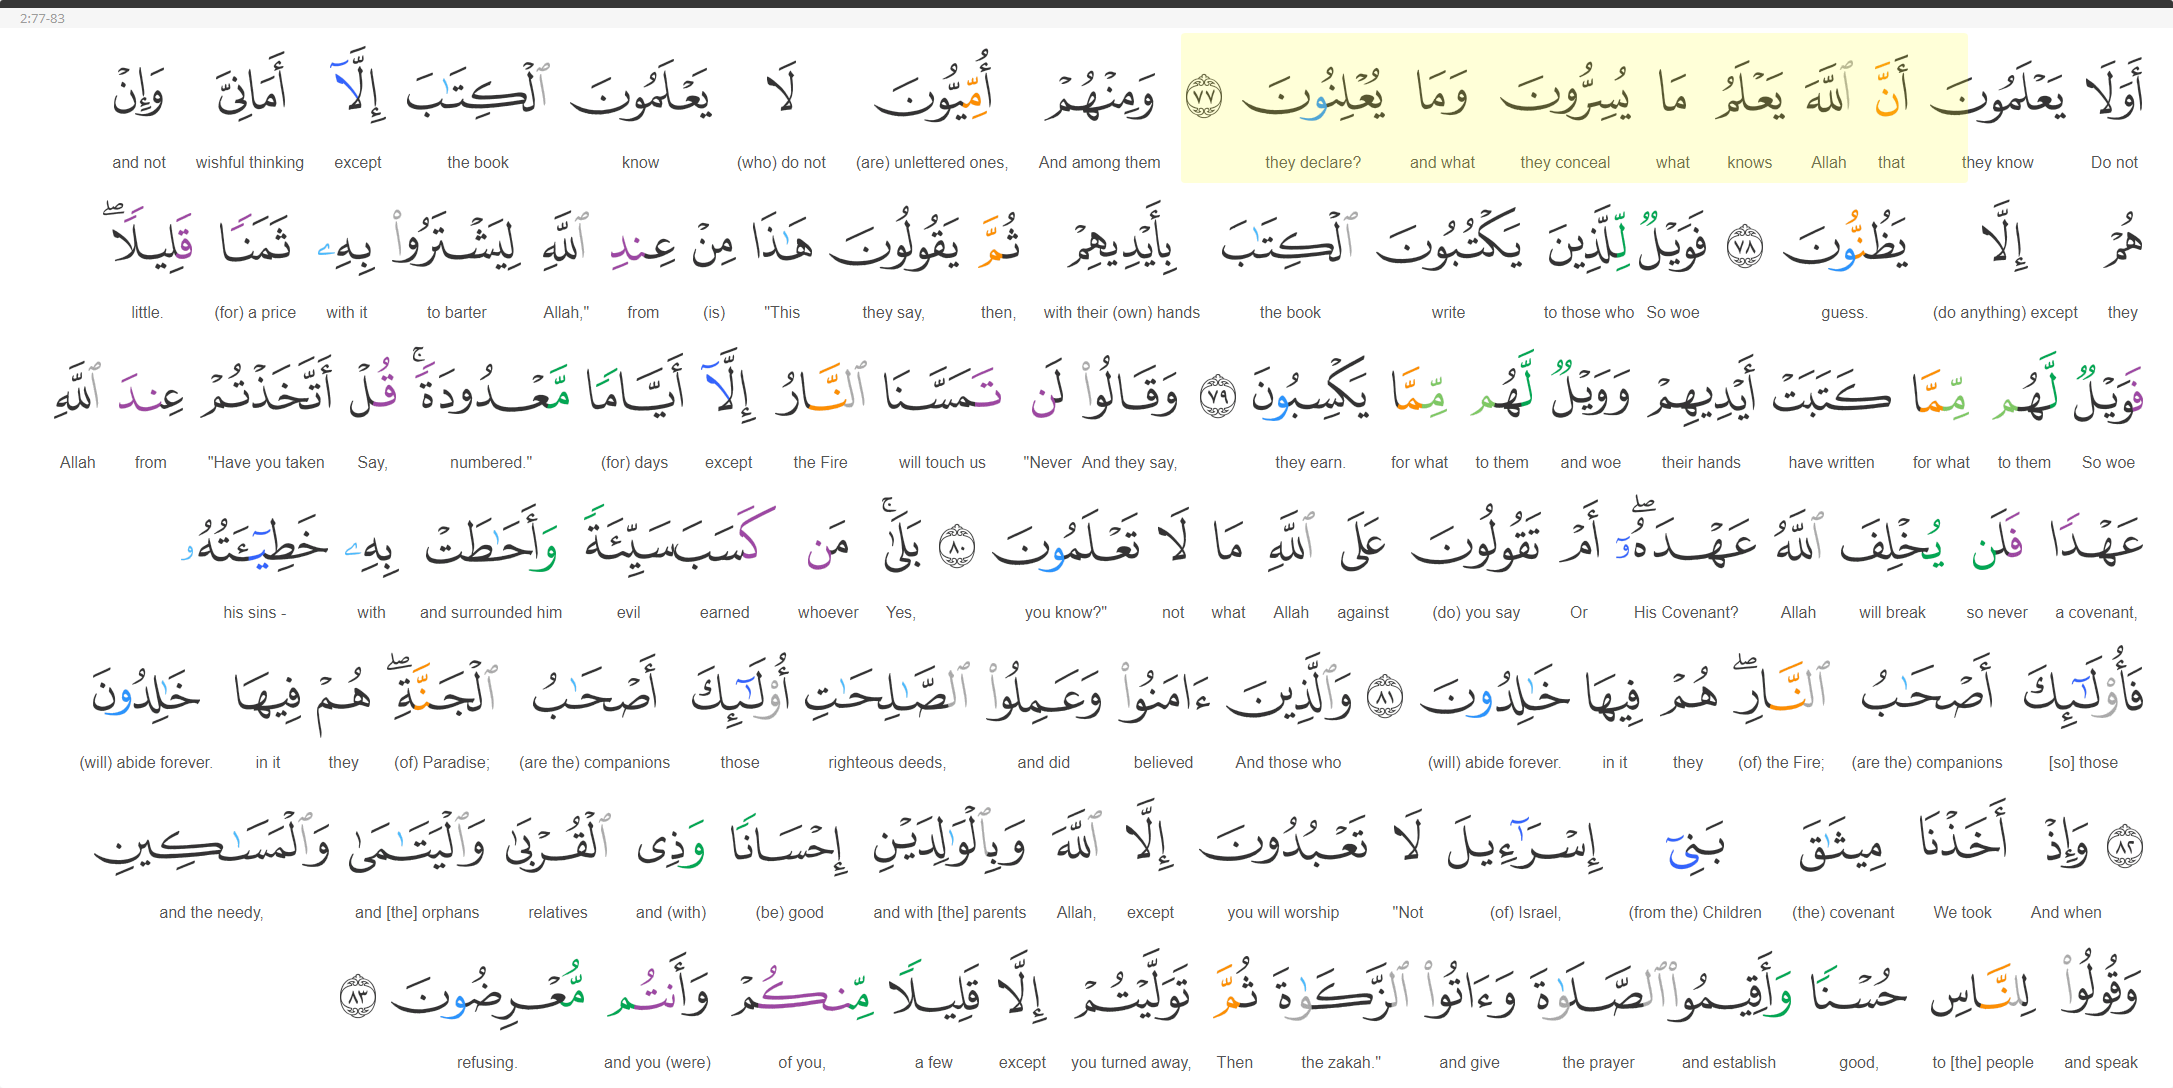 2:77-83
أَوَلَا يَعْلَمُونَ أَنَّ ٱللَّهَ يَعْلَمُ مَا يُسِرُّونَ وَمَا يُعْلِنُونَ ٧٧ وَمِنْهُمْ أُمِّيُّونَ لَا يَعْلَمُونَ ٱلْكِتَـٰبَ إِلَّآ أَمَانِىَّ وَإِنْ
Do not they know that Allah knows what they conceal and what they declare? And among them (are) unlettered ones, (who) do not know the book except wishful thinking and not
هُمْ إِلَّا يَظُنُّونَ ٧٨ فَوَيْلٌ لِّلَّذِينَ يَكْتُبُونَ ٱلْكِتَـٰبَ بِأَيْدِيهِمْ ثُمَّ يَقُولُونَ هَـٰذَا مِنْ عِندِ ٱللَّهِ لِيَشْتَرُوا۟ بِهِۦ ثَمَنًا قَلِيلًا ۖ
they (do anything) except guess. So woe to those who write the book with their (own) hands then, they say, "This (is) from Allah," to barter with it (for) a price little.
فَوَيْلٌ لَّهُم مِّمَّا كَتَبَتْ أَيْدِيهِمْ وَوَيْلٌ لَّهُم مِّمَّا يَكْسِبُونَ ٧٩ وَقَالُوا۟ لَن تَمَسَّنَا ٱلنَّارُ إِلَّآ أَيَّامًا مَّعْدُودَةً ۚ قُلْ أَتَّخَذْتُمْ عِندَ ٱللَّهِ
So woe to them for what have written their hands and woe to them for what they earn. And they say, "Never will touch us the Fire except (for) days numbered." Say, "Have you taken from Allah
عَهْدًا فَلَن يُخْلِفَ ٱللَّهُ عَهْدَهُۥٓ ۖ أَمْ تَقُولُونَ عَلَى ٱللَّهِ مَا لَا تَعْلَمُونَ ٨٠ بَلَىٰ ۚ مَن كَسَبَ سَيِّئَةً وَأَحَـٰطَتْ بِهِۦ خَطِيٓـَٔتُهُۥ
a covenant, so never will break Allah His Covenant? Or (do) you say against Allah what not you know?" Yes, whoever earned evil and surrounded him with his sins -
فَأُو۟لَـٰٓئِكَ أَصْحَـٰبُ ٱلنَّارِ ۖ هُمْ فِيهَا خَـٰلِدُونَ ٨١ وَٱلَّذِينَ ءَامَنُوا۟ وَعَمِلُوا۟ ٱلصَّـٰلِحَـٰتِ أُو۟لَـٰٓئِكَ أَصْحَـٰبُ ٱلْجَنَّةِ ۖ هُمْ فِيهَا خَـٰلِدُونَ
[so] those (are the) companions (of) the Fire; they in it (will) abide forever. And those who believed and did righteous deeds, those (are the) companions (of) Paradise; they in it (will) abide forever.
٨٢ وَإِذْ أَخَذْنَا مِيثَـٰقَ بَنِىٓ إِسْرَٰٓءِيلَ لَا تَعْبُدُونَ إِلَّا ٱللَّهَ وَبِٱلْوَٰلِدَيْنِ إِحْسَانًا وَذِى ٱلْقُرْبَىٰ وَٱلْيَتَـٰمَىٰ وَٱلْمَسَـٰكِينِ
And when We took (the) covenant (from the) Children (of) Israel, "Not you will worship except Allah, and with [the] parents (be) good and (with) relatives and [the] orphans and the needy,
وَقُولُوا۟ لِلنَّاسِ حُسْنًا وَأَقِيمُوا۟ ٱلصَّلَوٰةَ وَءَاتُوا۟ ٱلزَّكَوٰةَ ثُمَّ تَوَلَّيْتُمْ إِلَّا قَلِيلًا مِّنكُمْ وَأَنتُم مُّعْرِضُونَ ٨٣
and speak to [the] people good, and establish the prayer and give the zakah." Then you turned away, except a few of you, and you (were) refusing.